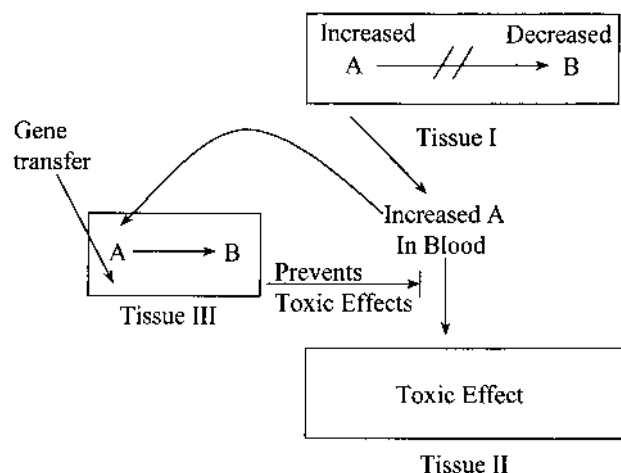 Increased Decreased
A B
Tissue I
Gene
transfer
Increased A
In Blood
A B
Prevents
Toxic Effects
Tissue III
Toxic Effect
Tissue II